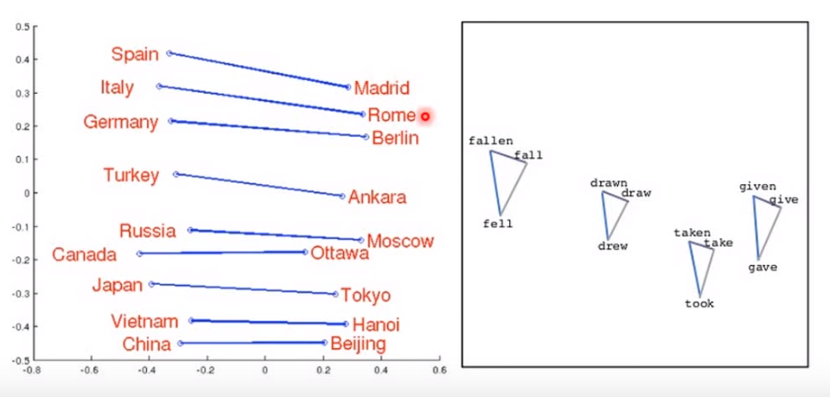 0.5
0.4
0.3
0.2
0.1
0
-0.1
-0.2
-0.3
-0.4
-0.5
-0.8
-0.6
-0.4
-0.2
0
0.2
0.4
0.6
Spain
Madrid
Italy
Rome
Germany
Berlin
Turkey
Ankara
Russia
Moscow
Canada
Ottawa
Japan
Tokyo
Vietnam
Hanoi
China
Beijing
fallen
fall
fell
drawn
draw
drew
taken
take
took
given
give
gave